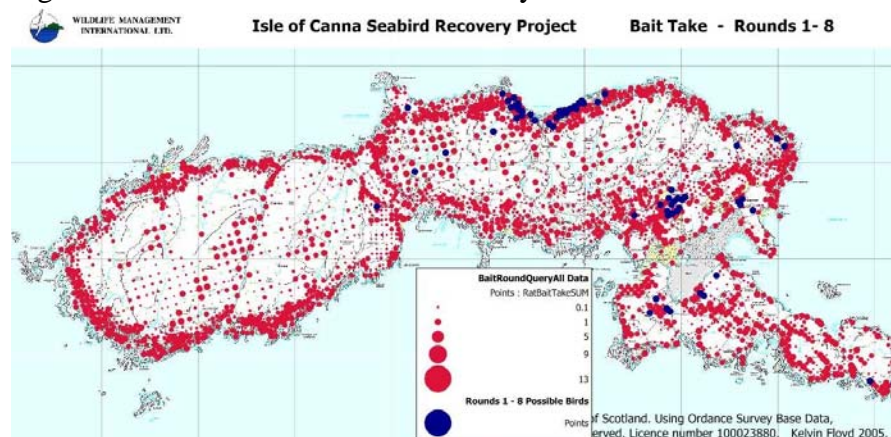 WILDLIFE MANAGEMENT
INTERNATIONAL LTD.
Isle of Canna Seabird Recovery Project
Bait Take - Rounds 1- 8
BaitRoundQueryAll Data
Points : RatBaitTakeSUM
0.1
1
5
9
13
Rounds 1 - 8 Possible Birds
Points
of Scotland. Using Ordance Survey Base Data,
erved. Licence number 100023880. Kelvin Floyd 2005.